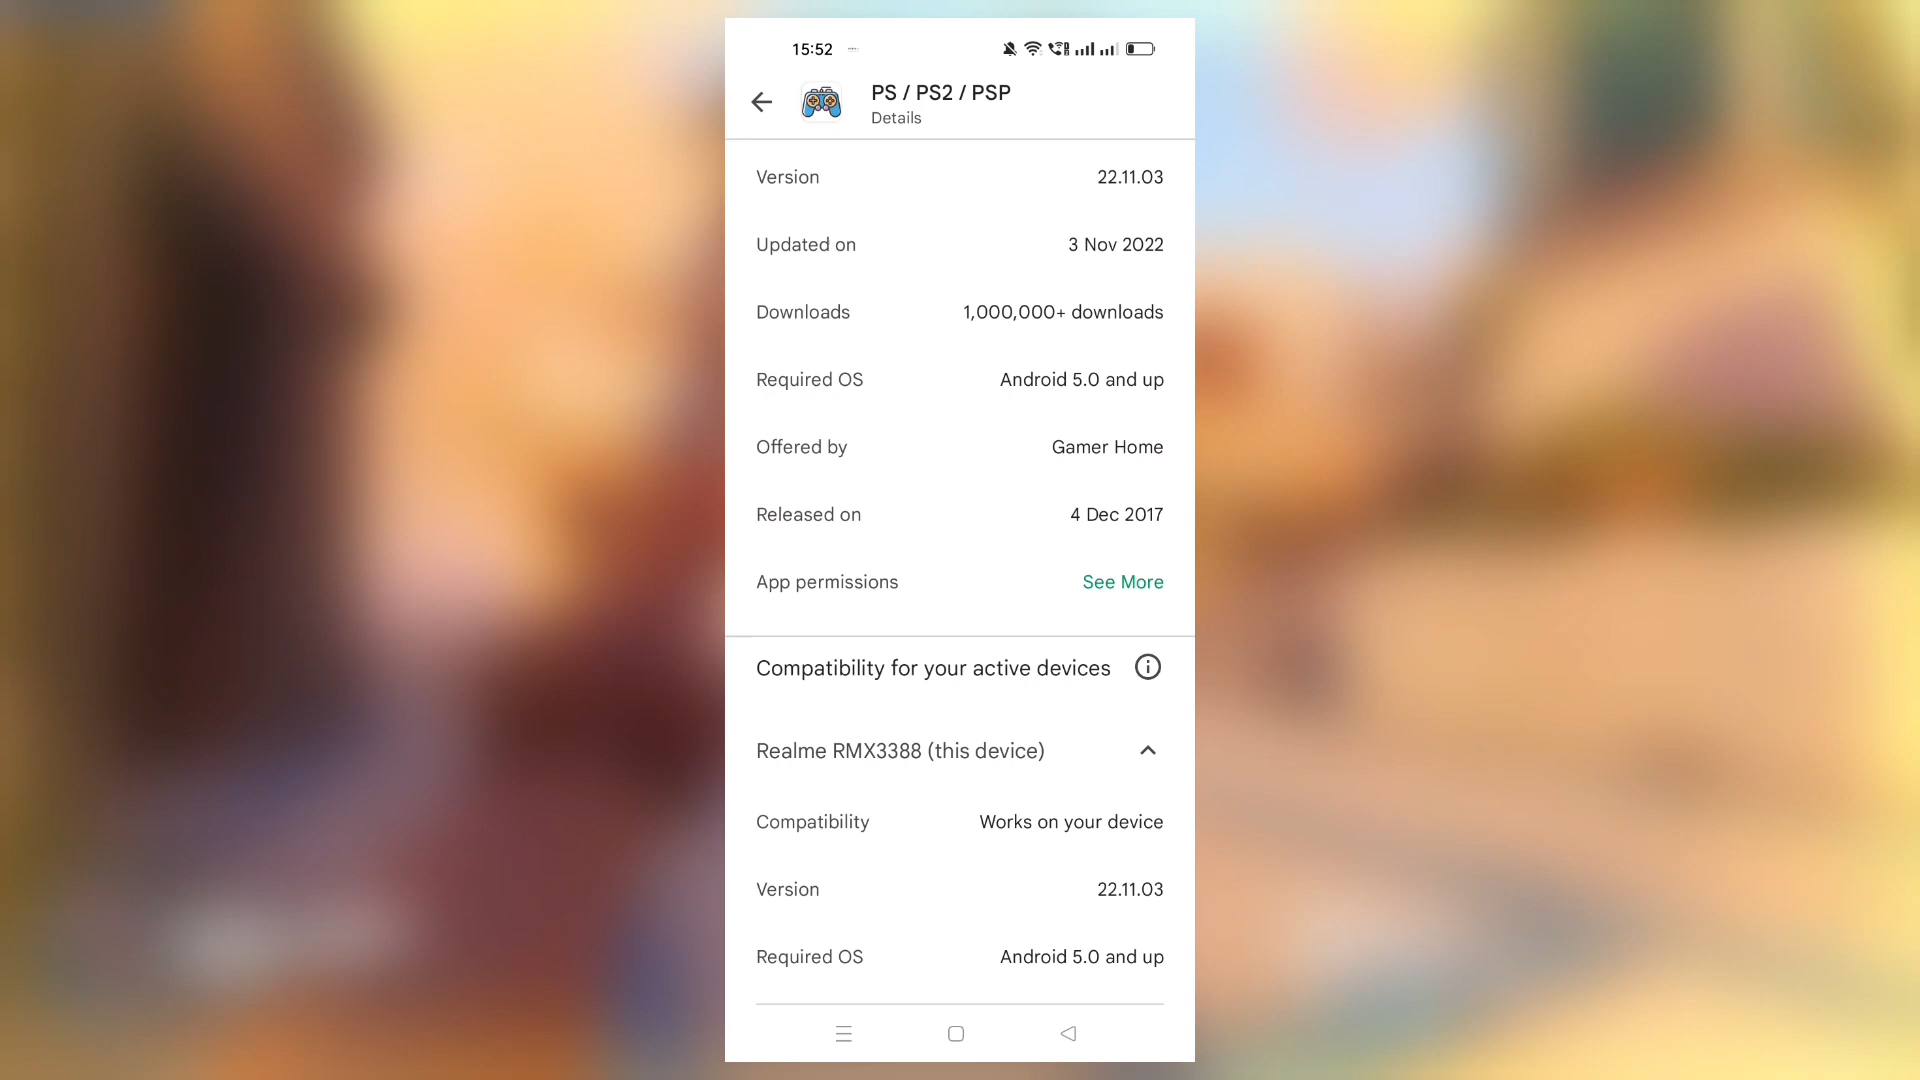 15:52
PS / PS2 / PSP
Details
Version 22.11.03
Updated on 3 Nov 2022
Downloads 1,000,000+ downloads
Required OS Android 5.0 and up
Offered by Gamer Home
Released on 4 Dec 2017
App permissions See More
Compatibility for your active devices
Realme RMX3388 (this device)
Compatibility Works on your device
Version 22.11.03
Required OS Android 5.0 and up